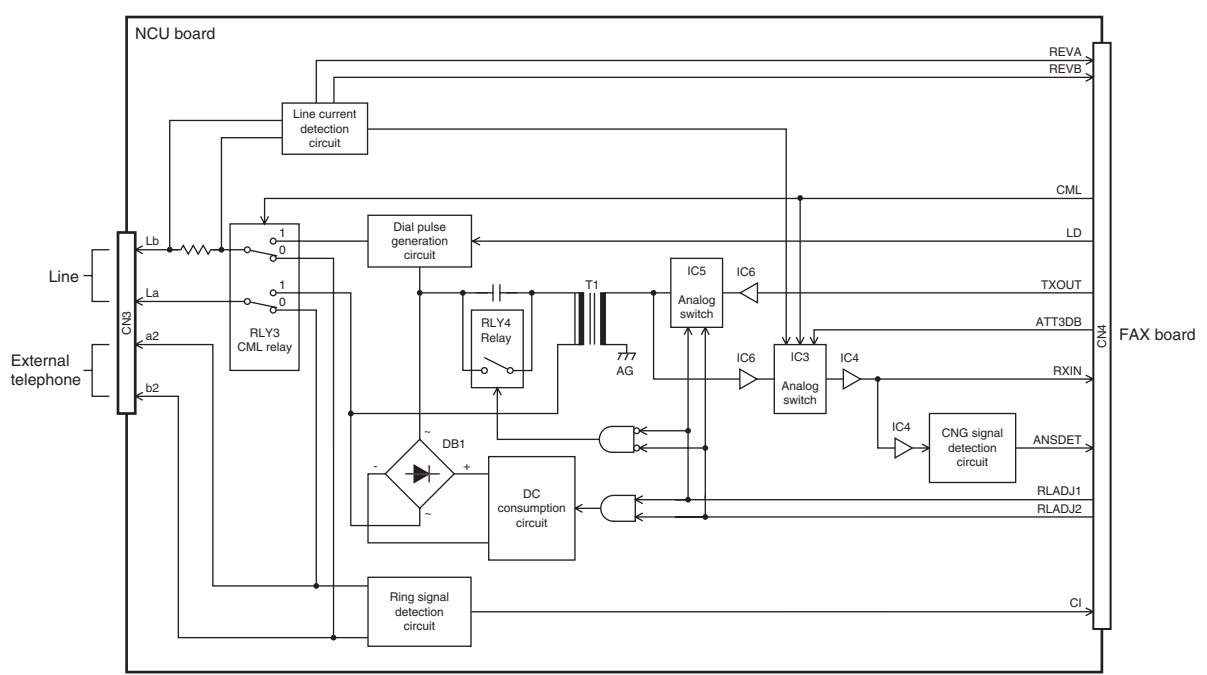 NCU board
REVA
REVB
Line current
detection
circuit
CML
Lb
1
0
Dial pulse
generation
circuit
LD
Line
La
1
0
CN3
RLY3
CML relay
T1
IC5
Analog
switch
IC6
TXOUT
RLY4
Relay
AG
ATT3DB
CN4
FAX board
External
telephone
a2
b2
IC6
IC3
Analog
switch
IC4
RXIN
~
DB1
-
+
~
IC4
CNG signal
detection
circuit
ANSDET
DC
consumption
circuit
RLADJ1
RLADJ2
Ring signal
detection
circuit
CI